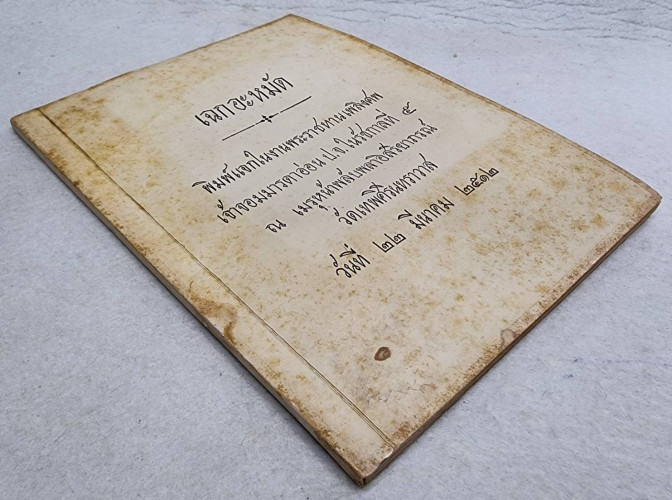 เฉกอะหมัด
พิมพ์แจกในงานพระราชทานเพลิงศพ
เจ้าจอมมารดาอ่อน ป.จ. ในรัชกาลที่ ๕
ณ เมรุหน้าพลับพลาอิศริยาภรณ์
วัดเทพศิรินทราวาส
วันที่ ๒๒ มีนาคม ๒๕๑๒